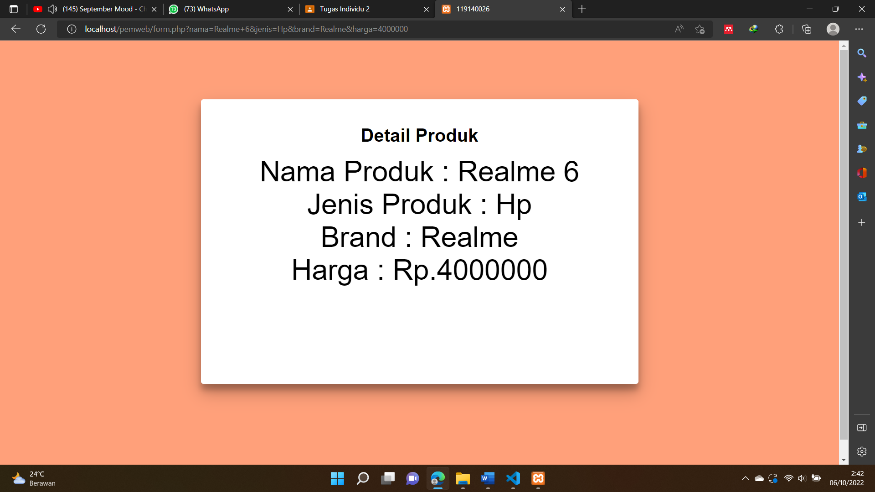 (145) September Mood - Ch
(73) WhatsApp
Tugas Individu 2
119140026
localhost/pemweb/form.php?nama=Realme+6&jenis=Hp&brand=Realme&harga=4000000
Detail Produk
Nama Produk : Realme 6
Jenis Produk : Hp
Brand : Realme
Harga : Rp.4000000
24°C
Berawan
2:42
06/10/2022